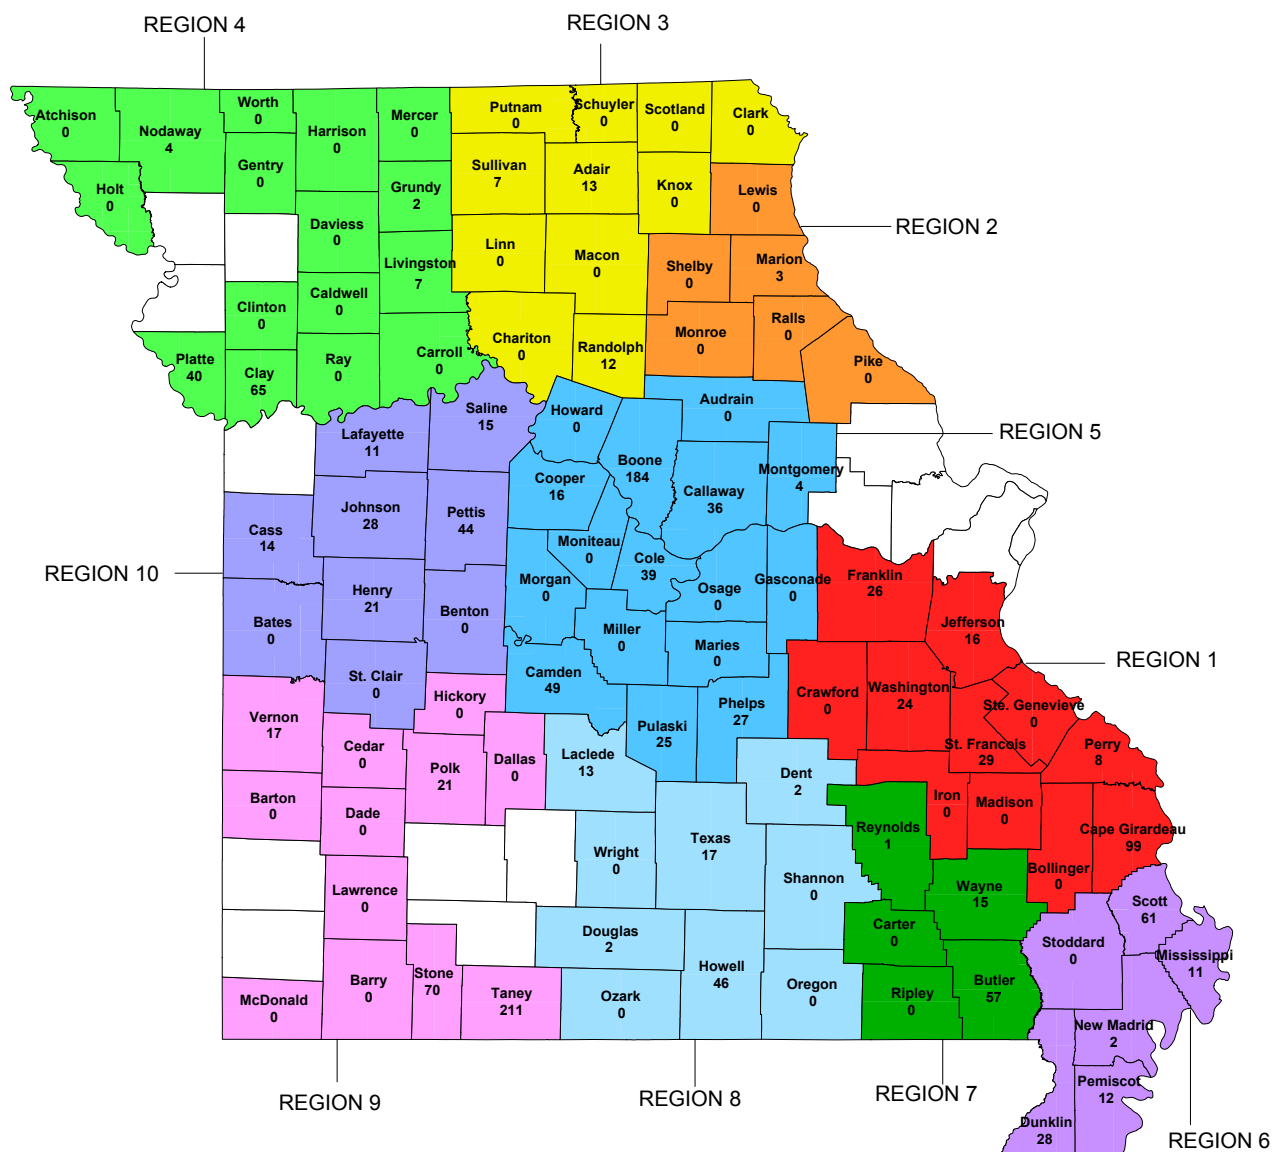 REGION 4
REGION 3
Atchison
0
Nodaway
4
Worth
0
Harrison
0
Mercer
0
Putnam
0
Schuyler
0
Scotland
0
Clark
0
Holt
0
Gentry
0
Grundy
2
Sullivan
7
Adair
13
Knox
0
Lewis
0
REGION 2
Daviess
0
Livingston
7
Linn
0
Macon
0
Shelby
0
Marion
3
Clinton
0
Caldwell
0
Chariton
0
Randolph
12
Monroe
0
Ralls
0
Platte
40
Clay
65
Ray
0
Carroll
0
Pike
0
Lafayette
11
Saline
15
Howard
0
Audrain
0
REGION 5
Boone
184
Cooper
16
Callaway
36
Montgomery
4
Cass
14
Johnson
28
Pettis
44
Moniteau
0
Cole
39
REGION 10
Morgan
0
Osage
0
Gasconade
0
Franklin
26
Henry
21
Benton
0
Bates
0
Miller
0
Maries
0
Jefferson
16
REGION 1
St. Clair
0
Hickory
0
Camden
49
Pulaski
25
Phelps
27
Crawford
0
Washington
24
Ste. Genevieve
0
St. Francois
29
Perry
8
Vernon
17
Cedar
0
Polk
21
Dallas
0
Laclede
13
Dent
2
Barton
0
Dade
0
Iron
0
Madison
0
Reynolds
1
Texas
17
Wright
0
Cape Girardeau
99
Bollinger
0
Lawrence
0
Shannon
0
Wayne
15
Scott
61
Douglas
2
Carter
0
Stoddard
0
Mississippi
11
McDonald
0
Barry
0
Stone
70
Taney
211
Ozark
0
Howell
46
Oregon
0
Ripley
0
Butler
57
New Madrid
2
Pemiscot
12
Dunklin
28
REGION 9
REGION 8
REGION 7
REGION 6